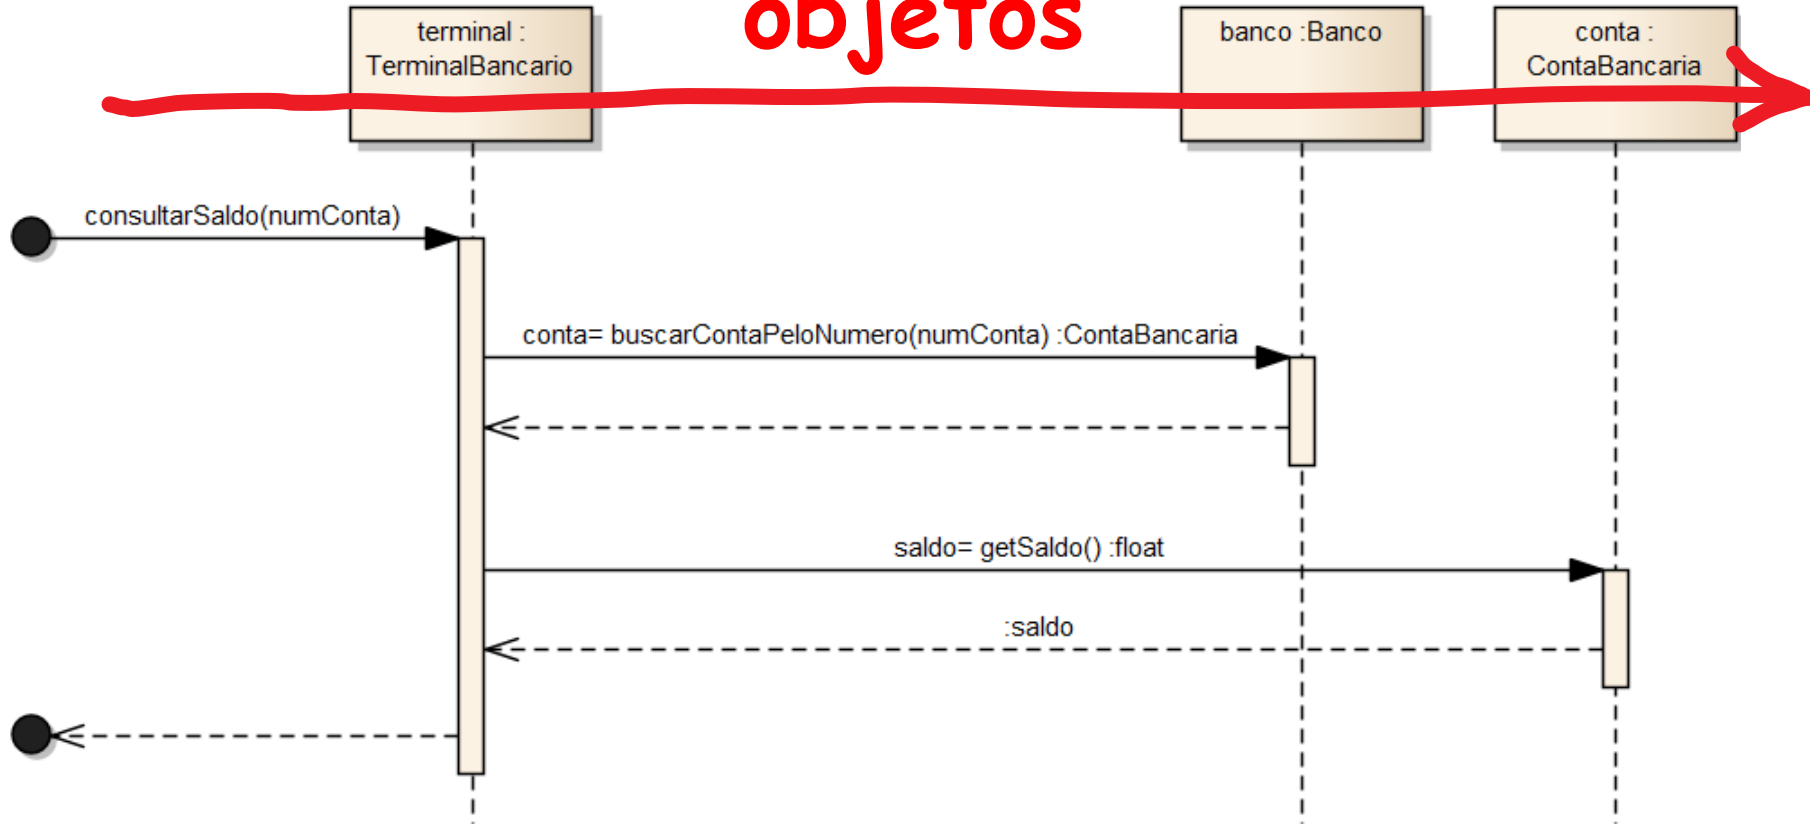 objetos
terminal :
TerminalBancario
banco :Banco
conta :
ContaBancaria
consultarSaldo(numConta)
conta= buscarContaPeloNumero(numConta) :ContaBancaria
saldo= getSaldo() :float
:saldo